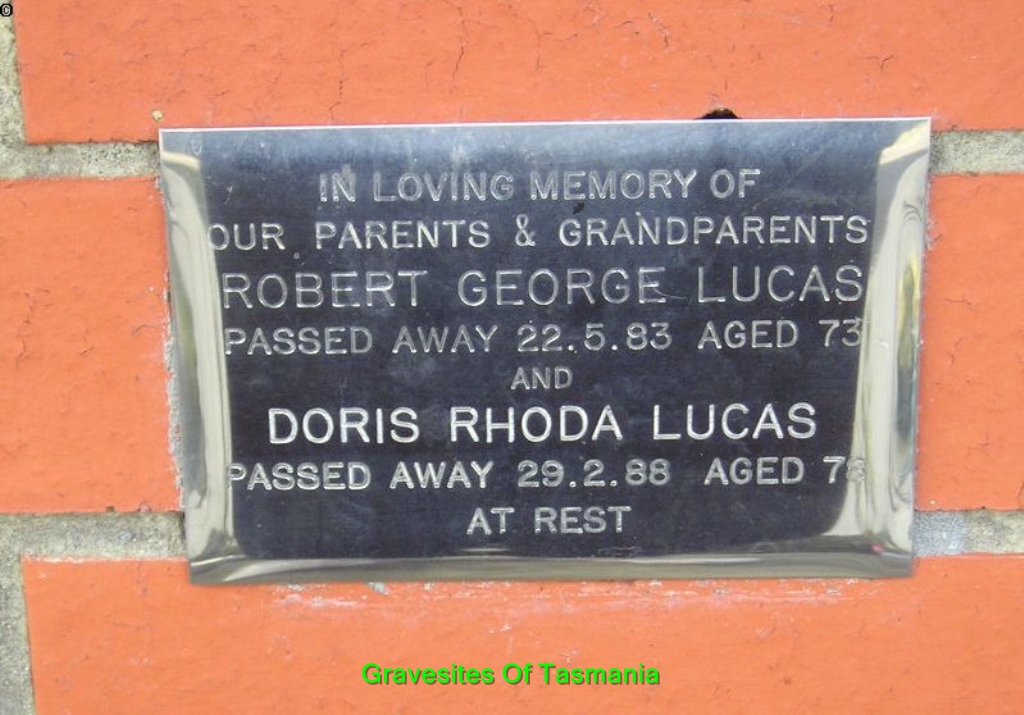 ©
IN LOVING MEMORY OF
OUR PARENTS & GRANDPARENTS
ROBERT GEORGE LUCAS
PASSED AWAY 22.5.83 AGED 73
AND
DORIS RHODA LUCAS
PASSED AWAY 29.2.88 AGED
AT REST
Gravesites Of Tasmania